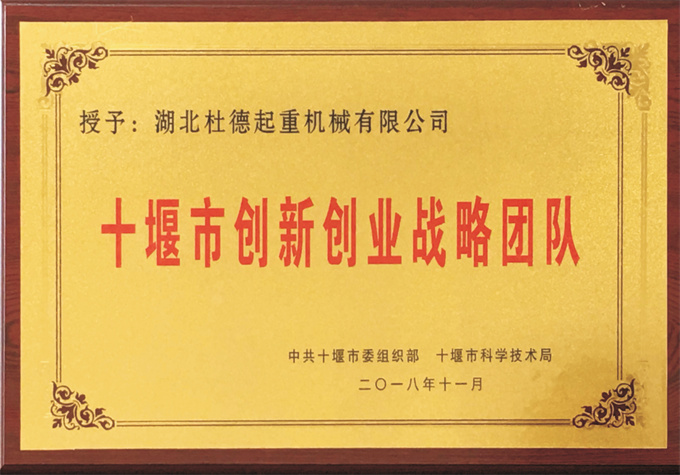 授予：湖北杜德起重机械有限公司
十堰市创新创业战略团队
中共十堰市委组织部 十堰市科学技术局
二〇一八年十一月